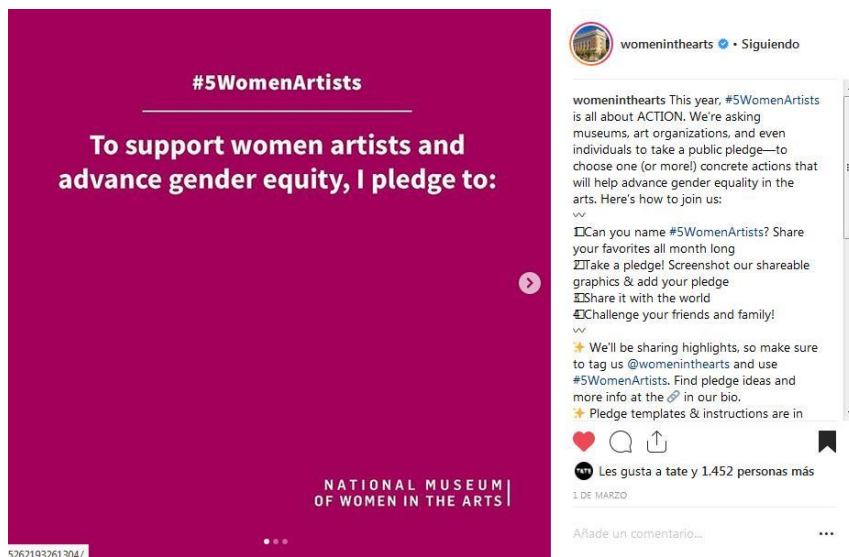 #5WomenArtists
To support women artists and
advance gender equity, I pledge to:
NATIONAL MUSEUM
OF WOMEN IN THE ARTS
5262193261304/
womeninthearts • Siguiendo
womeninthearts This year, #5WomenArtists
is all about ACTION. We're asking
museums, art organizations, and even
individuals to take a public pledge—to
choose one (or more!) concrete actions that
will help advance gender equality in the
arts. Here's how to join us:
1Can you name #5WomenArtists? Share
your favorites all month long
2Take a pledge! Screenshot our shareable
graphics & add your pledge
3Share it with the world
4Challenge your friends and family!
✨ We'll be sharing highlights, so make sure
to tag us @womeninthearts and use
#5WomenArtists. Find pledge ideas and
more info at the 🔗 in our bio.
✨ Pledge templates & instructions are in
TATE
Les gusta a tate y 1.452 personas más
1 DE MARZO
Añade un comentario...